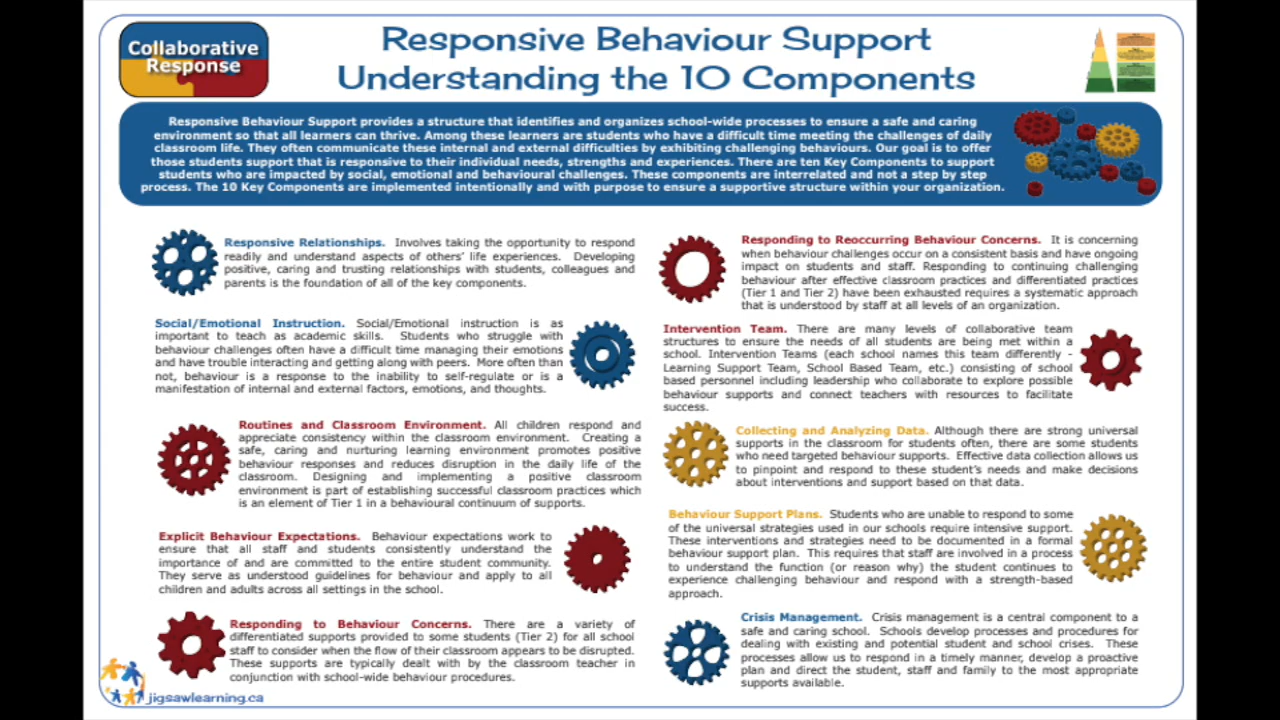 Collaborative
Response
Responsive Behaviour Support
Understanding the 10 Components
Responsive Behaviour Support provides a structure that identifies and organizes school-wide processes to ensure a safe and caring
environment so that all learners can thrive. Among these learners are students who have a difficult time meeting the challenges of daily
classroom life. They often communicate these internal and external difficulties by exhibiting challenging behaviours. Our goal is to offer
those students support that is responsive to their individual needs, strengths and experiences. There are ten Key Components to support
students who are impacted by social, emotional and behavioural challenges. These components are interrelated and not a step by step
process. The 10 Key Components are implemented intentionally and with purpose to ensure a supportive structure within your organization.
Responsive Relationships. Involves taking the opportunity to respond
readily and understand aspects of others' life experiences. Developing
positive, caring and trusting relationships with students, colleagues and
parents is the foundation of all of the key components.
Social/Emotional Instruction. Social/Emotional instruction is as
important to teach as academic skills. Students who struggle with
behaviour challenges often have a difficult time managing their emotions
and have trouble interacting and getting along with peers. More often than
not, behaviour is a response to the inability to self-regulate or is a
manifestation of internal and external factors, emotions, and thoughts.
Routines and Classroom Environment. All children respond and
appreciate consistency within the classroom environment. Creating a
safe, caring and nurturing learning environment promotes positive
behaviour responses and reduces disruption in the daily life of the
classroom. Designing and implementing a positive classroom
environment is part of establishing successful classroom practices which
is an element of Tier 1 in a behavioural continuum of supports.
Explicit Behaviour Expectations. Behaviour expectations work to
ensure that all staff and students consistently understand the
importance of and are committed to the entire student community.
They serve as understood guidelines for behaviour and apply to all
children and adults across all settings in the school.
Responding to Behaviour Concerns. There are a variety of
differentiated supports provided to some students (Tier 2) for all school
staff to consider when the flow of their classroom appears to be disrupted.
These supports are typically dealt with by the classroom teacher in
conjunction with school-wide behaviour procedures.
jigsawlearning.ca
Responding to Reoccurring Behaviour Concerns. It is concerning
when behaviour challenges occur on a consistent basis and have ongoing
impact on students and staff. Responding to continuing challenging
behaviour after effective classroom practices and differentiated practices
(Tier 1 and Tier 2) have been exhausted requires a systematic approach
that is understood by staff at all levels of an organization.
Intervention Team. There are many levels of collaborative team
structures to ensure the needs of all students are being met within a
school. Intervention Teams (each school names this team differently -
Learning Support Team, School Based Team, etc.) consisting of school
based personnel including leadership who collaborate to explore possible
behaviour supports and connect teachers with resources to facilitate
success.
Collecting and Analyzing Data. Although there are strong universal
supports in the classroom for students often, there are some students
who need targeted behaviour supports. Effective data collection allows us
to pinpoint and respond to these student's needs and make decisions
about interventions and support based on that data.
Behaviour Support Plans. Students who are unable to respond to some
of the universal strategies used in our schools require intensive support.
These interventions and strategies need to be documented in a formal
behaviour support plan. This requires that staff are involved in a process
to understand the function (or reason why) the student continues to
experience challenging behaviour and respond with a strength-based
approach.
Crisis Management. Crisis management is a central component to a
safe and caring school. Schools develop processes and procedures for
dealing with existing and potential student and school crises. These
processes allow us to respond in a timely manner, develop a proactive
plan and direct the student, staff and family to the most appropriate
supports available.